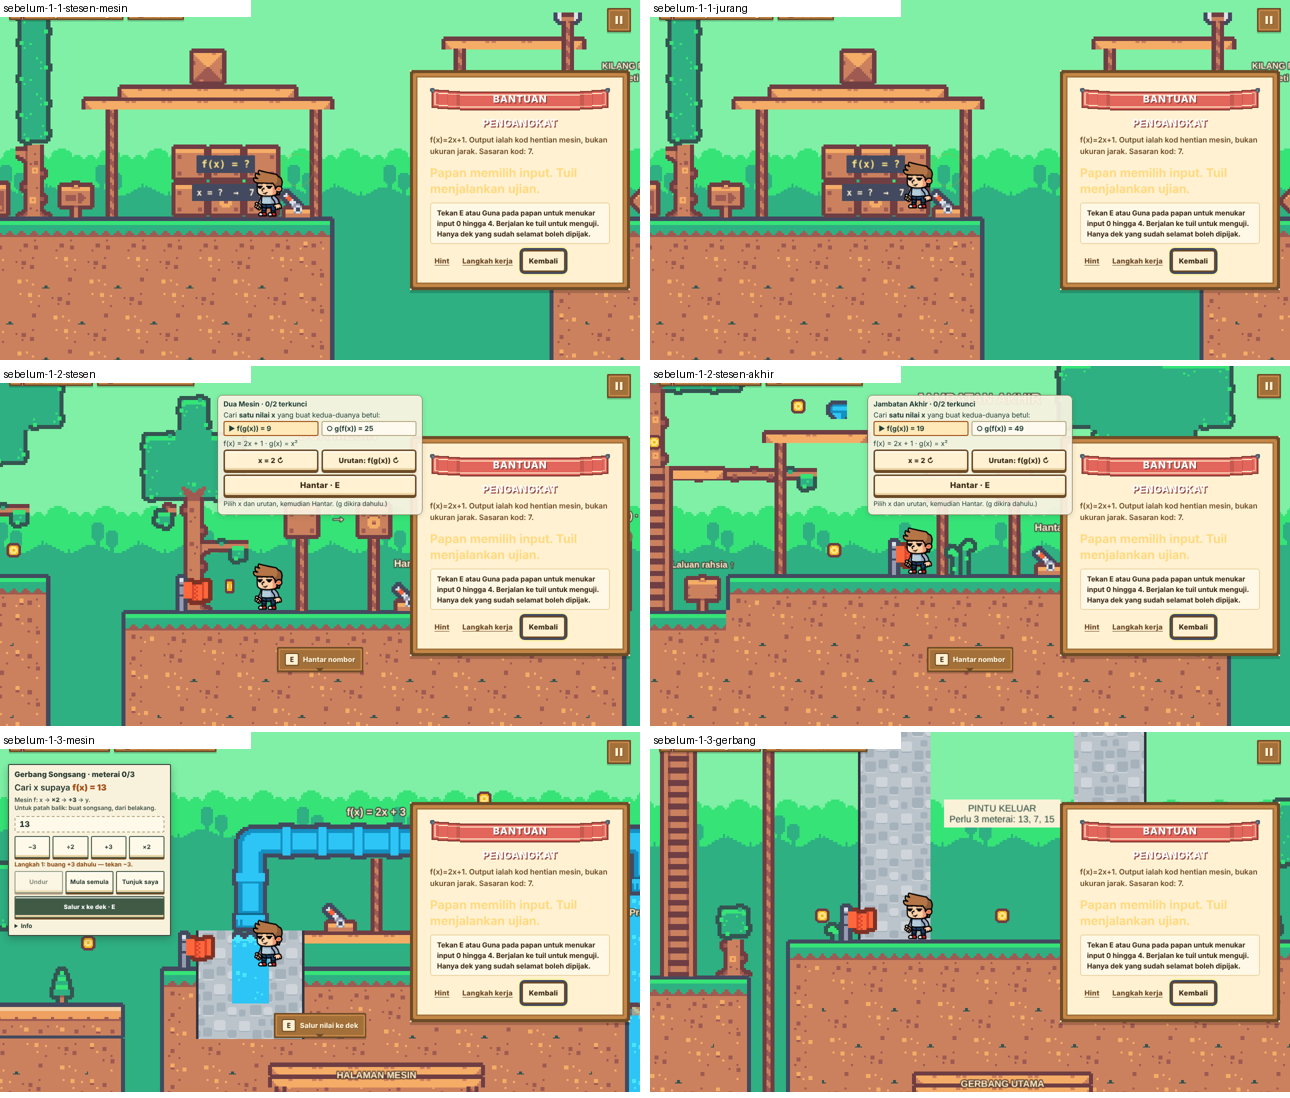 sebelum-1-1-stesen-mesin
f(x) = ?
x = ? → 7
KILANG
BANTUAN
PENGANGKAT
f(x)=2x+1. Output ialah kod hentian mesin, bukan
ukuran jarak. Sasaran kod: 7.
Papan memilih input. Tuil
menjalankan ujian.
Tekan E atau Guna pada papan untuk menukar
input 0 hingga 4. Berjalan ke tuil untuk menguji.
Hanya dek yang sudah selamat boleh dipijak.
Hint Langkah kerja Kembali
sebelum-1-1-jurang
f(x) = ?
x = ? → 7
KILANG
BANTUAN
PENGANGKAT
f(x)=2x+1. Output ialah kod hentian mesin, bukan
ukuran jarak. Sasaran kod: 7.
Papan memilih input. Tuil
menjalankan ujian.
Tekan E atau Guna pada papan untuk menukar
input 0 hingga 4. Berjalan ke tuil untuk menguji.
Hanya dek yang sudah selamat boleh dipijak.
Hint Langkah kerja Kembali
sebelum-1-2-stesen
Dua Mesin · 0/2 terkunci
Cari satu nilai x yang buat kedua-duanya betul:
▶ f(g(x)) = 9 ○ g(f(x)) = 25
f(x) = 2x + 1 · g(x) = x²
x = 2 ↻ Urutan: f(g(x)) ↻
Hantar · E
Pilih x dan urutan, kemudian Hantar. (g dikira dahulu.)
→
Han
E Hantar nombor
BANTUAN
PENGANGKAT
f(x)=2x+1. Output ialah kod hentian mesin, bukan
ukuran jarak. Sasaran kod: 7.
Papan memilih input. Tuil
menjalankan ujian.
Tekan E atau Guna pada papan untuk menukar
input 0 hingga 4. Berjalan ke tuil untuk menguji.
Hanya dek yang sudah selamat boleh dipijak.
Hint Langkah kerja Kembali
sebelum-1-2-stesen-akhir
Jambatan Akhir · 0/2 terkunci
Cari satu nilai x yang buat kedua-duanya betul:
▶ f(g(x)) = 19 ○ g(f(x)) = 49
f(x) = 2x + 1 · g(x) = x²
x = 2 ↻ Urutan: f(g(x)) ↻
Hantar · E
Pilih x dan urutan, kemudian Hantar. (g dikira dahulu.)
Hanta
Laluan rahsia ↑
E Hantar nombor
BANTUAN
PENGANGKAT
f(x)=2x+1. Output ialah kod hentian mesin, bukan
ukuran jarak. Sasaran kod: 7.
Papan memilih input. Tuil
menjalankan ujian.
Tekan E atau Guna pada papan untuk menukar
input 0 hingga 4. Berjalan ke tuil untuk menguji.
Hanya dek yang sudah selamat boleh dipijak.
Hint Langkah kerja Kembali
sebelum-1-3-mesin
Gerbang Songsang · meterai 0/3
Cari x supaya f(x) = 13
Mesin f: x → ×2 → +3 → y.
Untuk patah balik: buat songsang, dari belakang.
13
−3 ÷2 +3 ×2
Langkah 1: buang +3 dahulu — tekan −3.
Undur Mula semula Tunjuk saya
Salur x ke dek · E
▶ Info
f(x) = 2x + 3
E Salur nilai ke dek
HALAMAN MESIN
BANTUAN
PENGANGKAT
f(x)=2x+1. Output ialah kod hentian mesin, bukan
ukuran jarak. Sasaran kod: 7.
Papan memilih input. Tuil
menjalankan ujian.
Tekan E atau Guna pada papan untuk menukar
input 0 hingga 4. Berjalan ke tuil untuk menguji.
Hanya dek yang sudah selamat boleh dipijak.
Hint Langkah kerja Kembali
sebelum-1-3-gerbang
PINTU KELUAR
Perlu 3 meterai: 13, 7, 15
GERBANG UTAMA
BANTUAN
PENGANGKAT
f(x)=2x+1. Output ialah kod hentian mesin, bukan
ukuran jarak. Sasaran kod: 7.
Papan memilih input. Tuil
menjalankan ujian.
Tekan E atau Guna pada papan untuk menukar
input 0 hingga 4. Berjalan ke tuil untuk menguji.
Hanya dek yang sudah selamat boleh dipijak.
Hint Langkah kerja Kembali